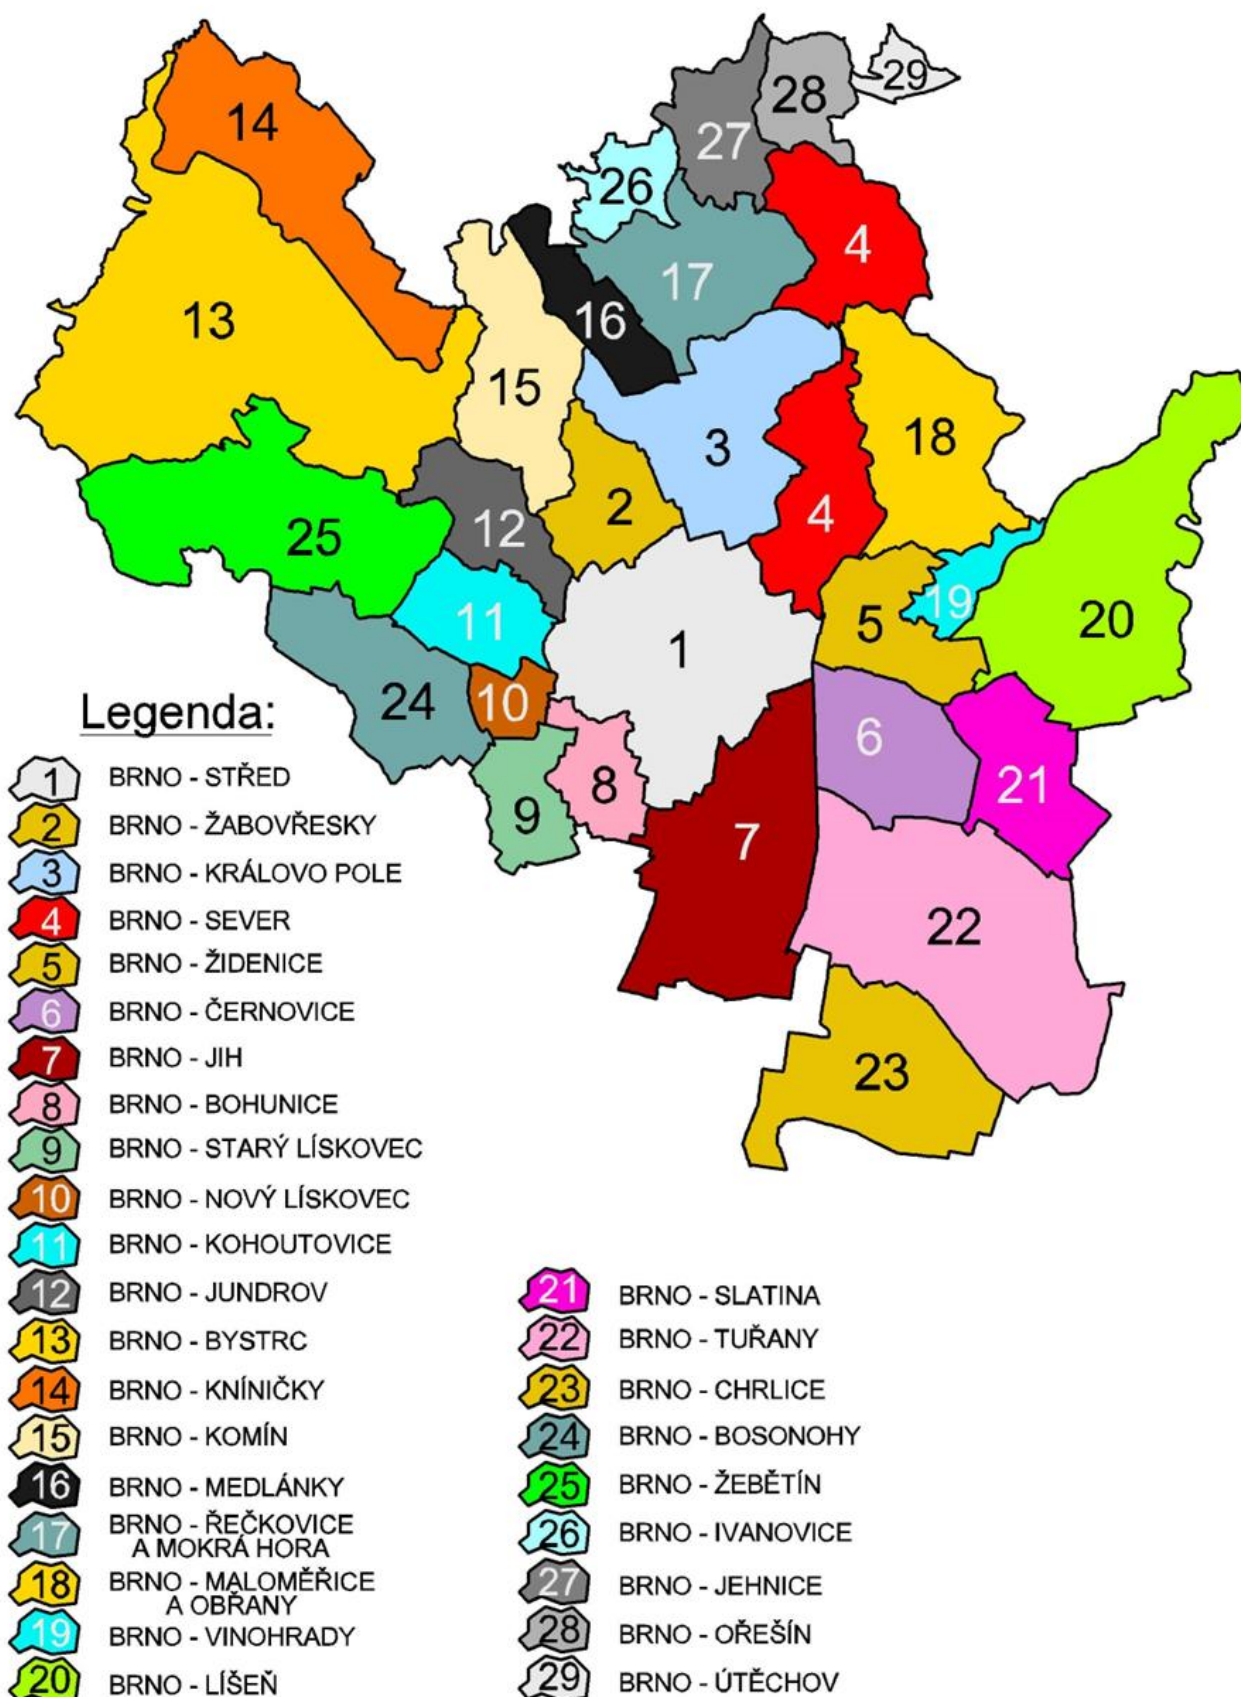 14
28
29
27
26
4
17
13
16
15
18
3
2
4
25
12
19
5
11
20
1
24
10
6
8
21
9
7
22
23
Legenda:
1 BRNO - STŘED
2 BRNO - ŽABOVŘESKY
3 BRNO - KRÁLOVO POLE
4 BRNO - SEVER
5 BRNO - ŽIDENICE
6 BRNO - ČERNOVICE
7 BRNO - JIH
8 BRNO - BOHUNICE
9 BRNO - STARÝ LÍSKOVEC
10 BRNO - NOVÝ LÍSKOVEC
11 BRNO - KOHOUTOVICE
12 BRNO - JUNDROV
13 BRNO - BYSTRC
14 BRNO - KNÍNIČKY
15 BRNO - KOMÍN
16 BRNO - MEDLÁNKY
17 BRNO - ŘEČKOVICE
A MOKRÁ HORA
18 BRNO - MALOMĚŘICE
A OBŘANY
19 BRNO - VINOHRADY
20 BRNO - LÍŠEŇ
21 BRNO - SLATINA
22 BRNO - TUŘANY
23 BRNO - CHRLICE
24 BRNO - BOSONOHY
25 BRNO - ŽEBĚTÍN
26 BRNO - IVANOVICE
27 BRNO - JEHNICE
28 BRNO - OŘEŠÍN
29 BRNO - ÚTĚCHOV